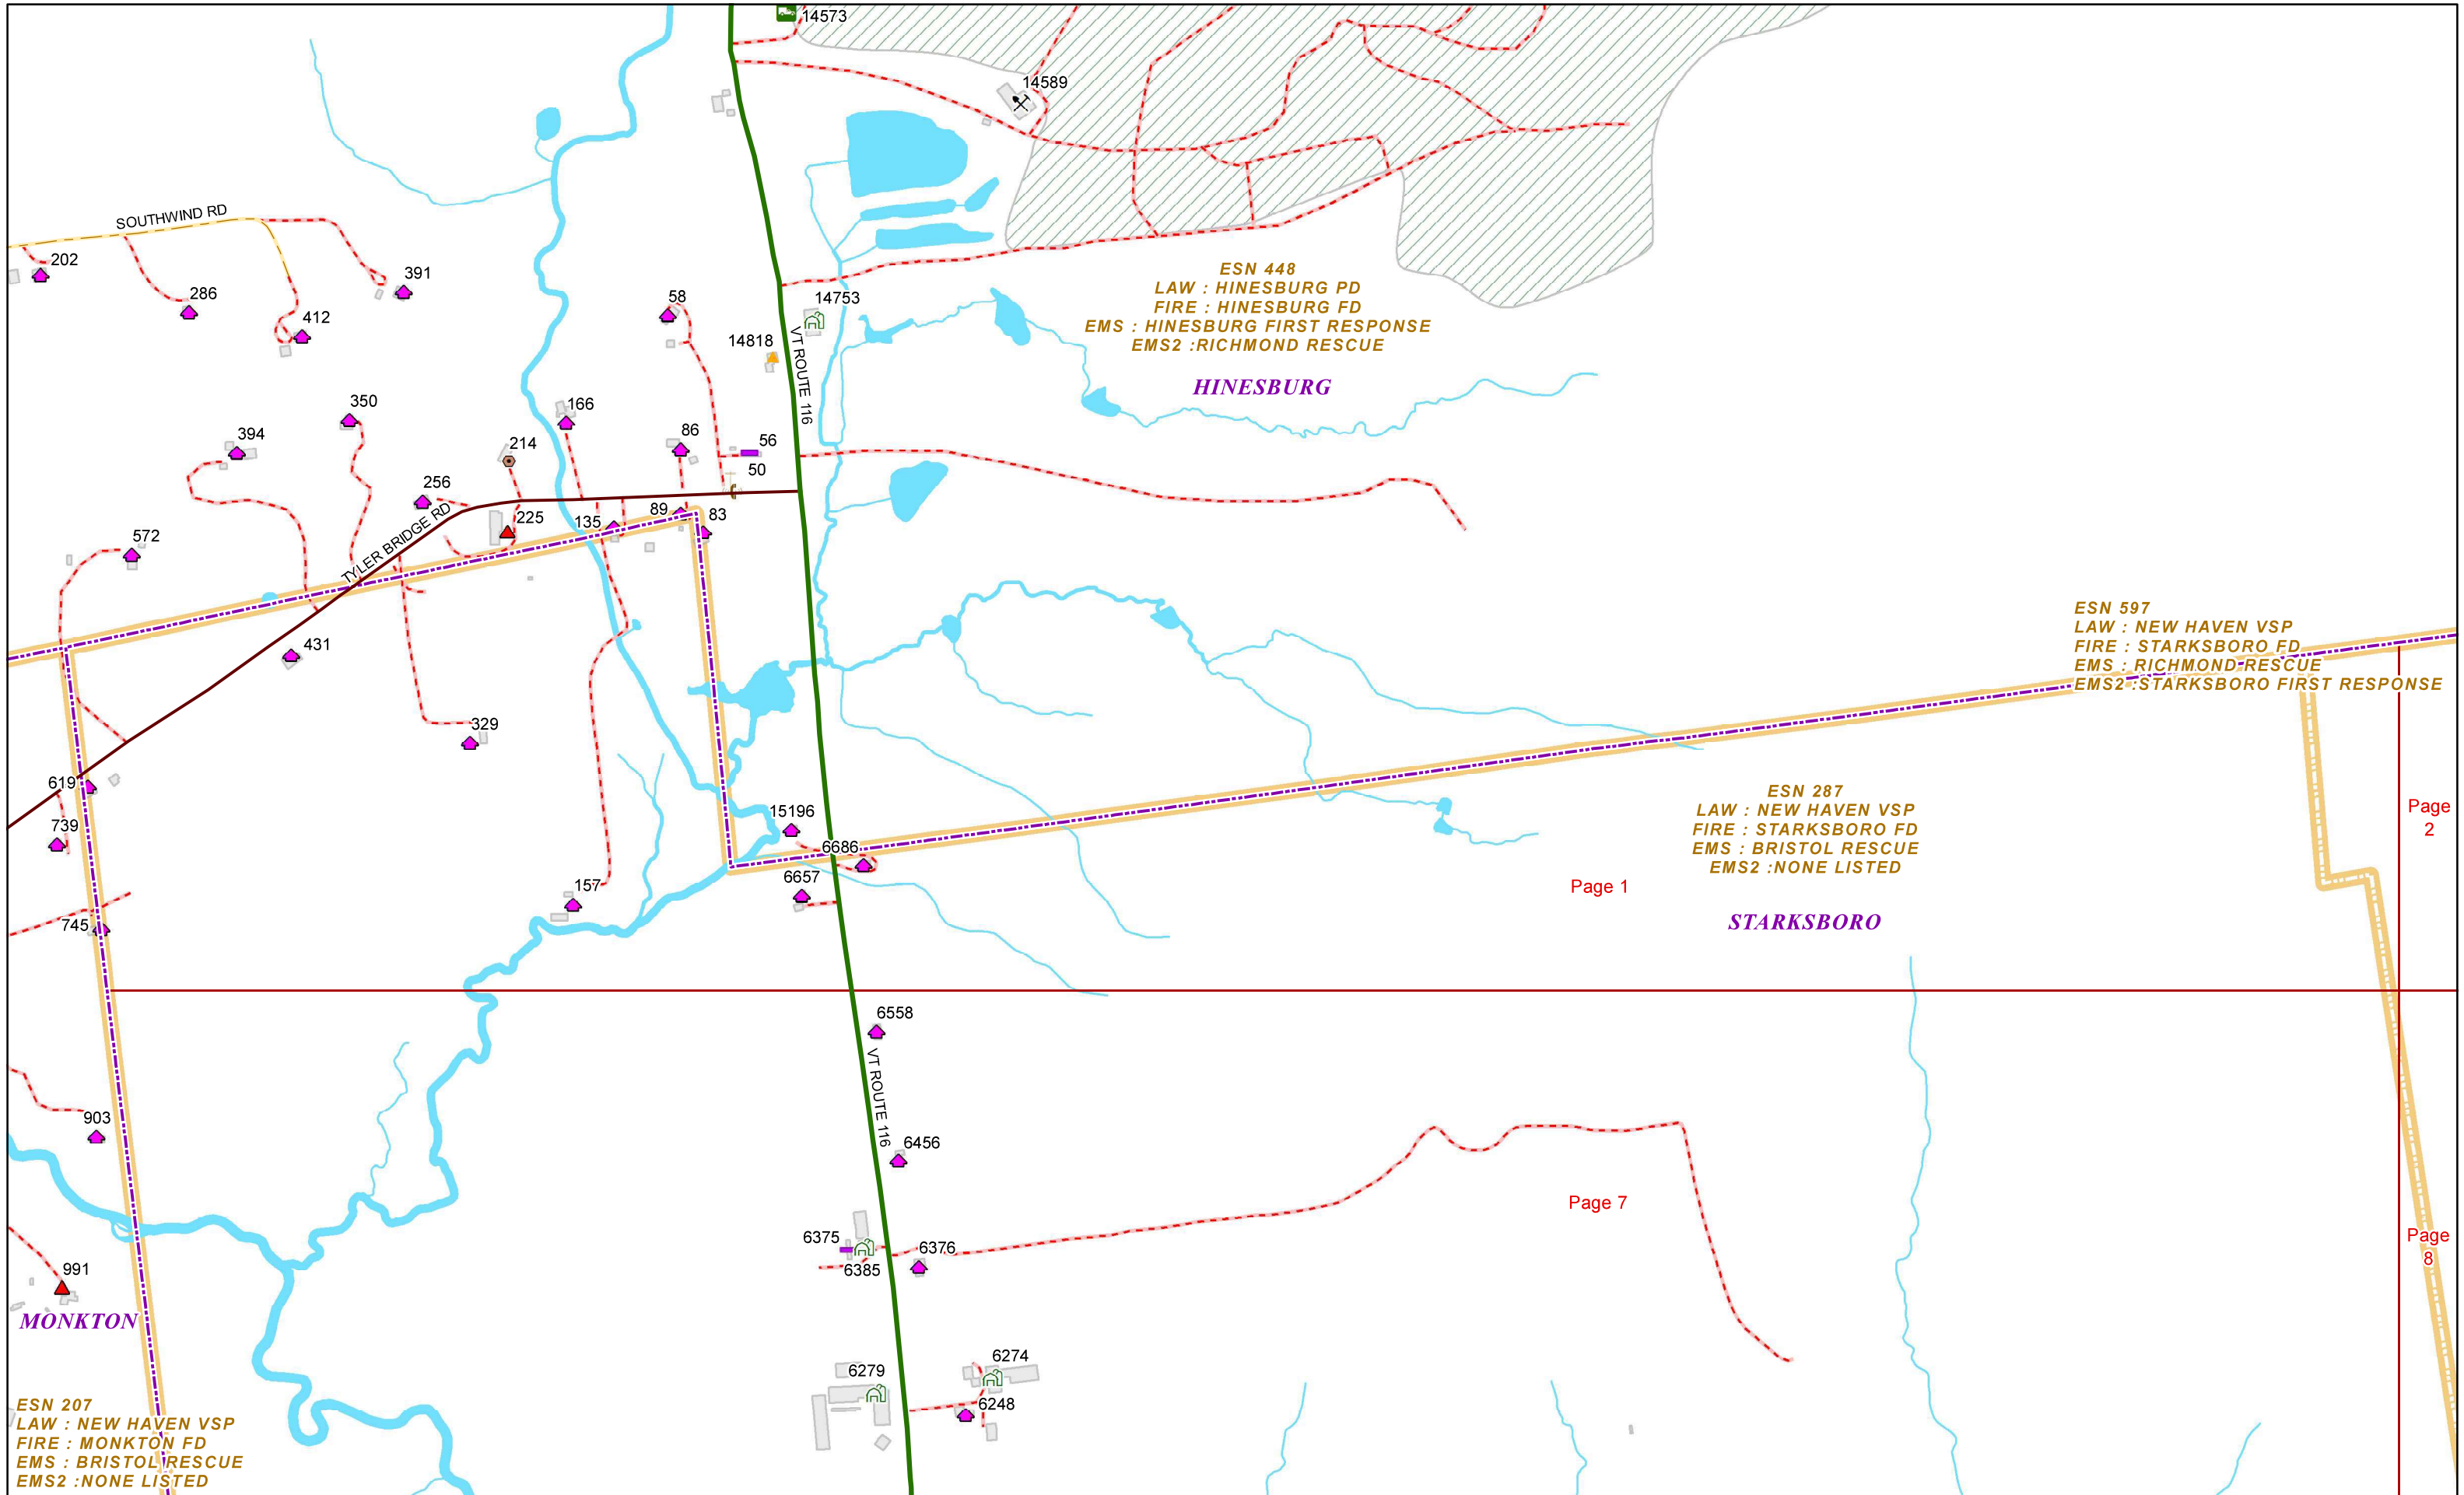 14573
14589
SOUTHWIND RD
202
286
391
412
58
14753
14818
VT ROUTE 116
ESN 448
LAW : HINESBURG PD
FIRE : HINESBURG FD
EMS : HINESBURG FIRST RESPONSE
EMS2 :RICHMOND RESCUE
HINESBURG
350
394
166
214
86
56
50
256
225
135
89
83
TYLER BRIDGE RD
572
431
329
619
739
745
157
15196
6686
6657
ESN 597
LAW : NEW HAVEN VSP
FIRE : STARKSBORO FD
EMS : RICHMOND RESCUE
EMS2 :STARKSBORO FIRST RESPONSE
ESN 287
LAW : NEW HAVEN VSP
FIRE : STARKSBORO FD
EMS : BRISTOL RESCUE
EMS2 :NONE LISTED
Page 1
Page
2
STARKSBORO
6558
VT ROUTE 116
903
6456
Page 7
6375
6385
6376
Page
8
991
MONKTON
6279
6274
6248
ESN 207
LAW : NEW HAVEN VSP
FIRE : MONKTON FD
EMS : BRISTOL RESCUE
EMS2 :NONE LISTED